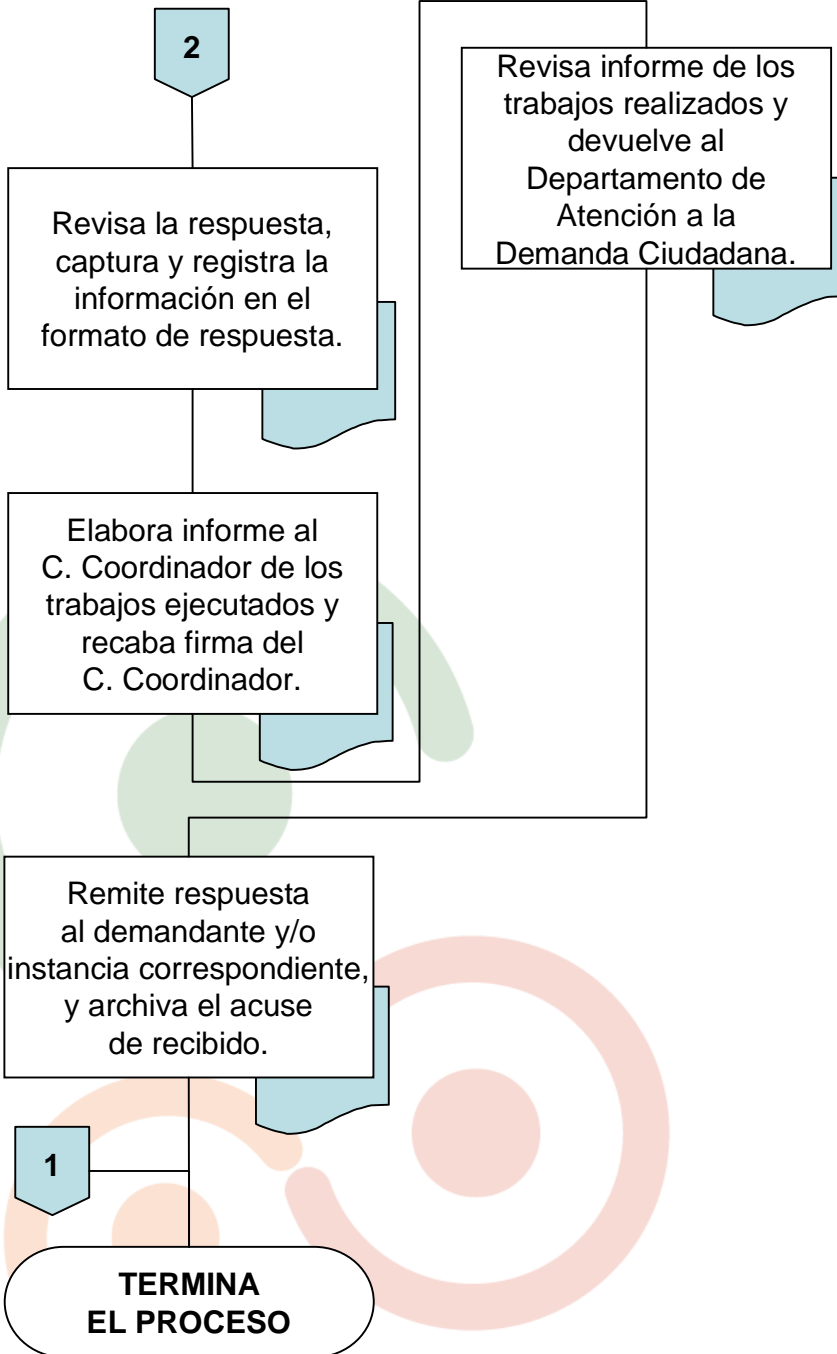 2
Revisa la respuesta,
captura y registra la
información en el
formato de respuesta.
Elabora informe al
C. Coordinador de los
trabajos ejecutados y
recaba firma del
C. Coordinador.
Revisa informe de los
trabajos realizados y
devuelve al
Departamento de
Atención a la
Demanda Ciudadana.
Remite respuesta
al demandante y/o
instancia correspondiente,
y archiva el acuse
de recibido.
1
TERMINA
EL PROCESO